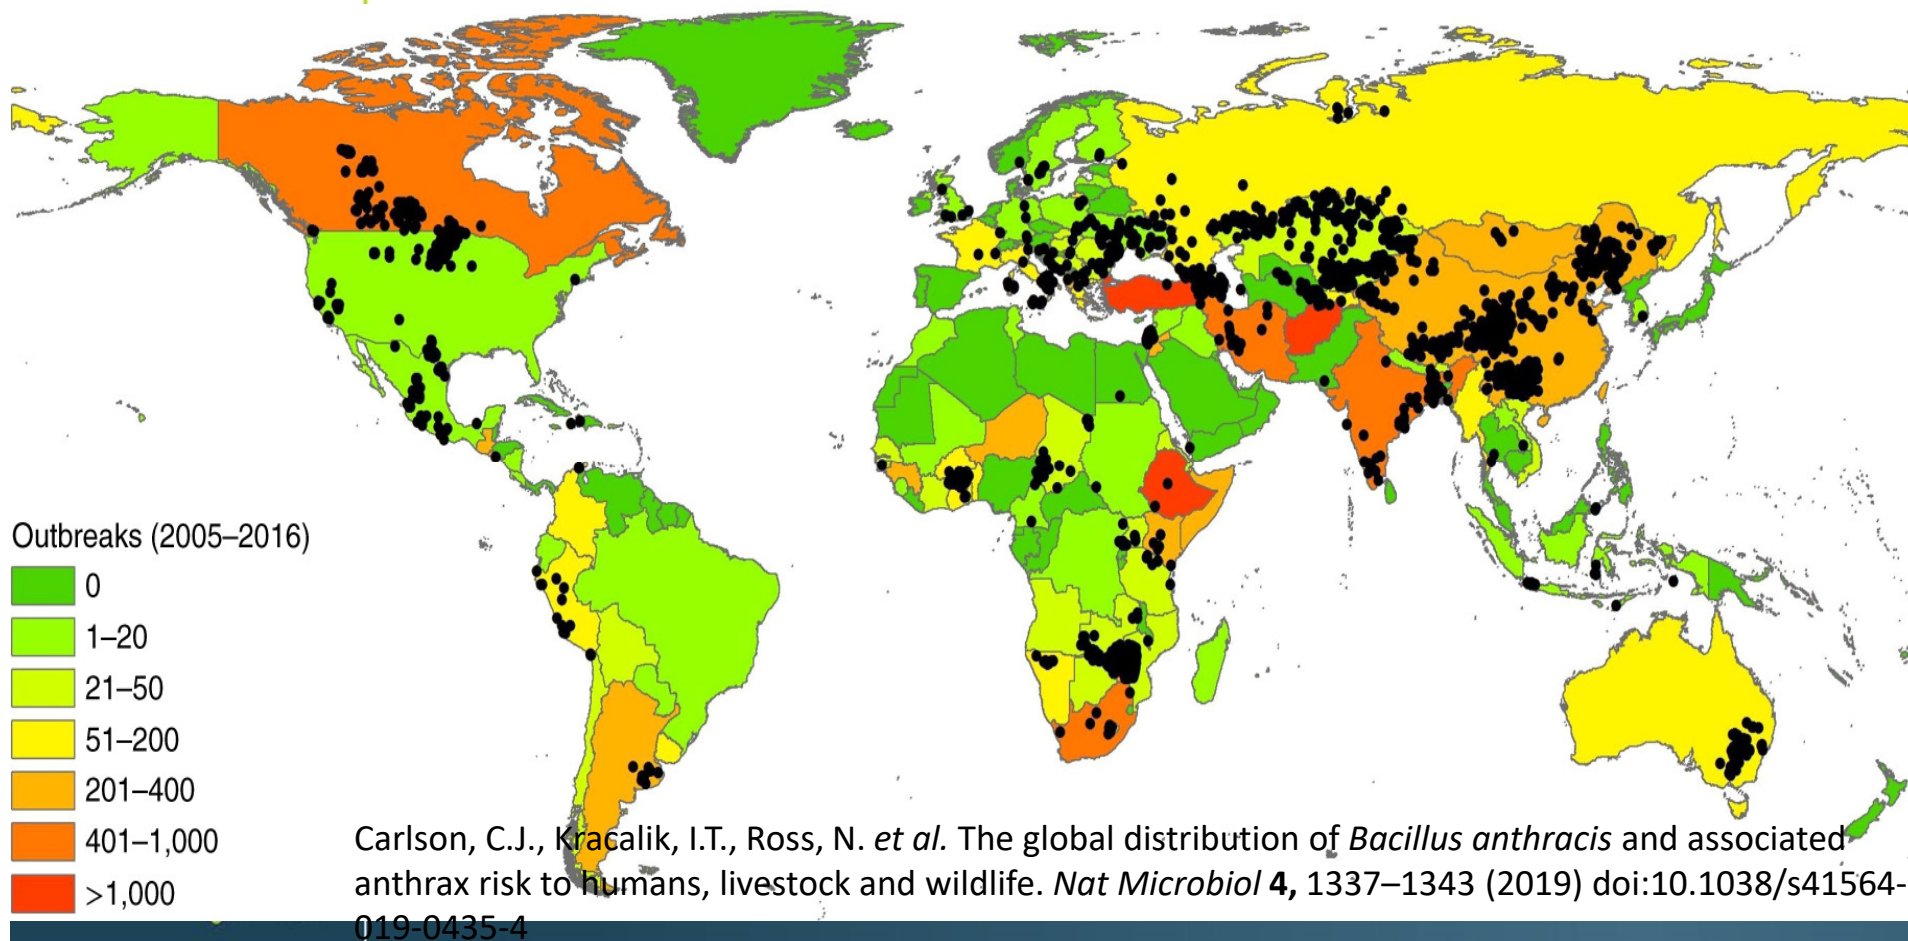 Outbreaks (2005–2016)
0
1–20
21–50
51–200
201–400
401–1,000
>1,000
Carlson, C.J., Kracalik, I.T., Ross, N. et al. The global distribution of Bacillus anthracis and associated
anthrax risk to humans, livestock and wildlife. Nat Microbiol 4, 1337–1343 (2019) doi:10.1038/s41564-
019-0435-4